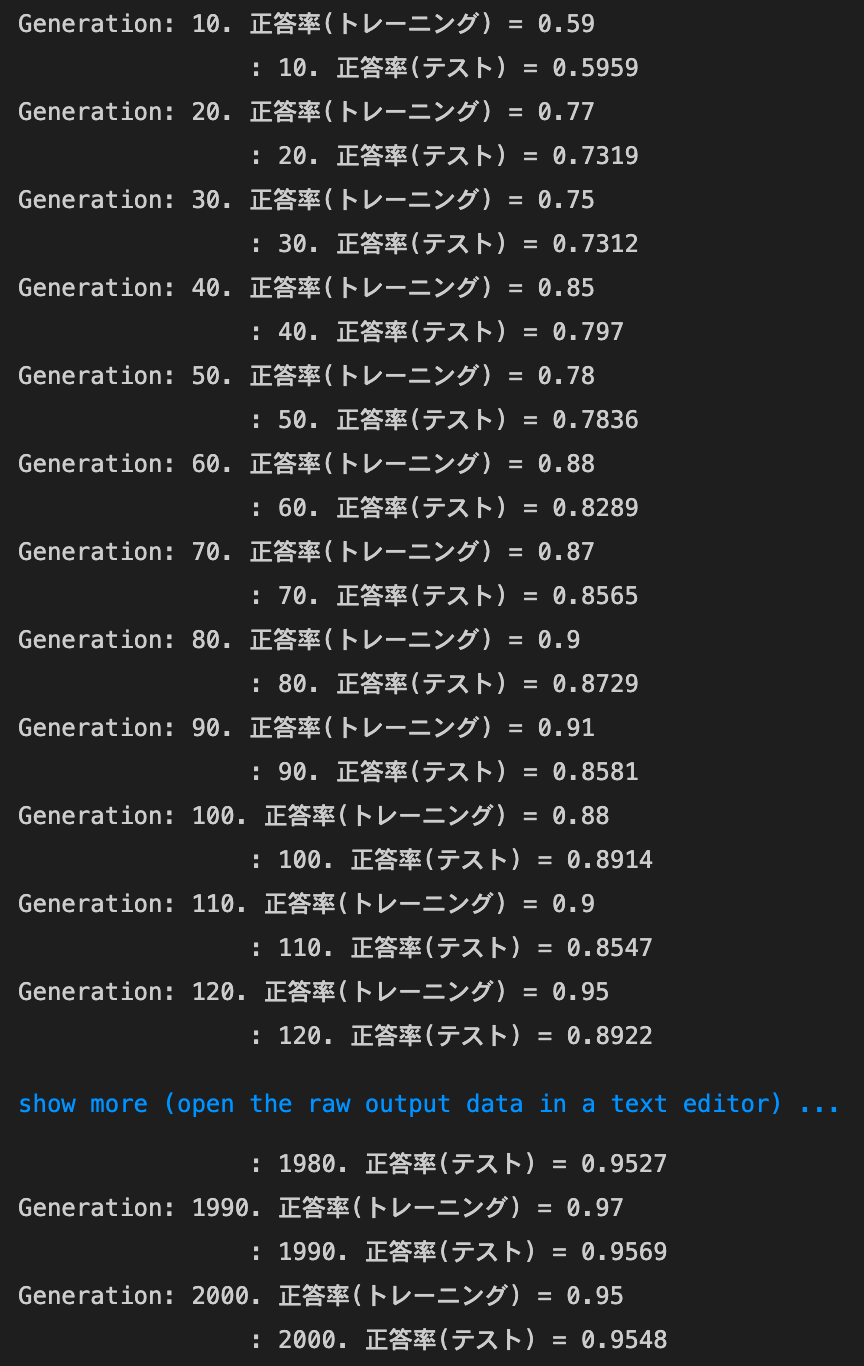 Generation: 10. 正答率(トレーニング) = 0.59
: 10. 正答率(テスト) = 0.5959
Generation: 20. 正答率(トレーニング) = 0.77
: 20. 正答率(テスト) = 0.7319
Generation: 30. 正答率(トレーニング) = 0.75
: 30. 正答率(テスト) = 0.7312
Generation: 40. 正答率(トレーニング) = 0.85
: 40. 正答率(テスト) = 0.797
Generation: 50. 正答率(トレーニング) = 0.78
: 50. 正答率(テスト) = 0.7836
Generation: 60. 正答率(トレーニング) = 0.88
: 60. 正答率(テスト) = 0.8289
Generation: 70. 正答率(トレーニング) = 0.87
: 70. 正答率(テスト) = 0.8565
Generation: 80. 正答率(トレーニング) = 0.9
: 80. 正答率(テスト) = 0.8729
Generation: 90. 正答率(トレーニング) = 0.91
: 90. 正答率(テスト) = 0.8581
Generation: 100. 正答率(トレーニング) = 0.88
: 100. 正答率(テスト) = 0.8914
Generation: 110. 正答率(トレーニング) = 0.9
: 110. 正答率(テスト) = 0.8547
Generation: 120. 正答率(トレーニング) = 0.95
: 120. 正答率(テスト) = 0.8922
show more (open the raw output data in a text editor) ...
: 1980. 正答率(テスト) = 0.9527
Generation: 1990. 正答率(トレーニング) = 0.97
: 1990. 正答率(テスト) = 0.9569
Generation: 2000. 正答率(トレーニング) = 0.95
: 2000. 正答率(テスト) = 0.9548